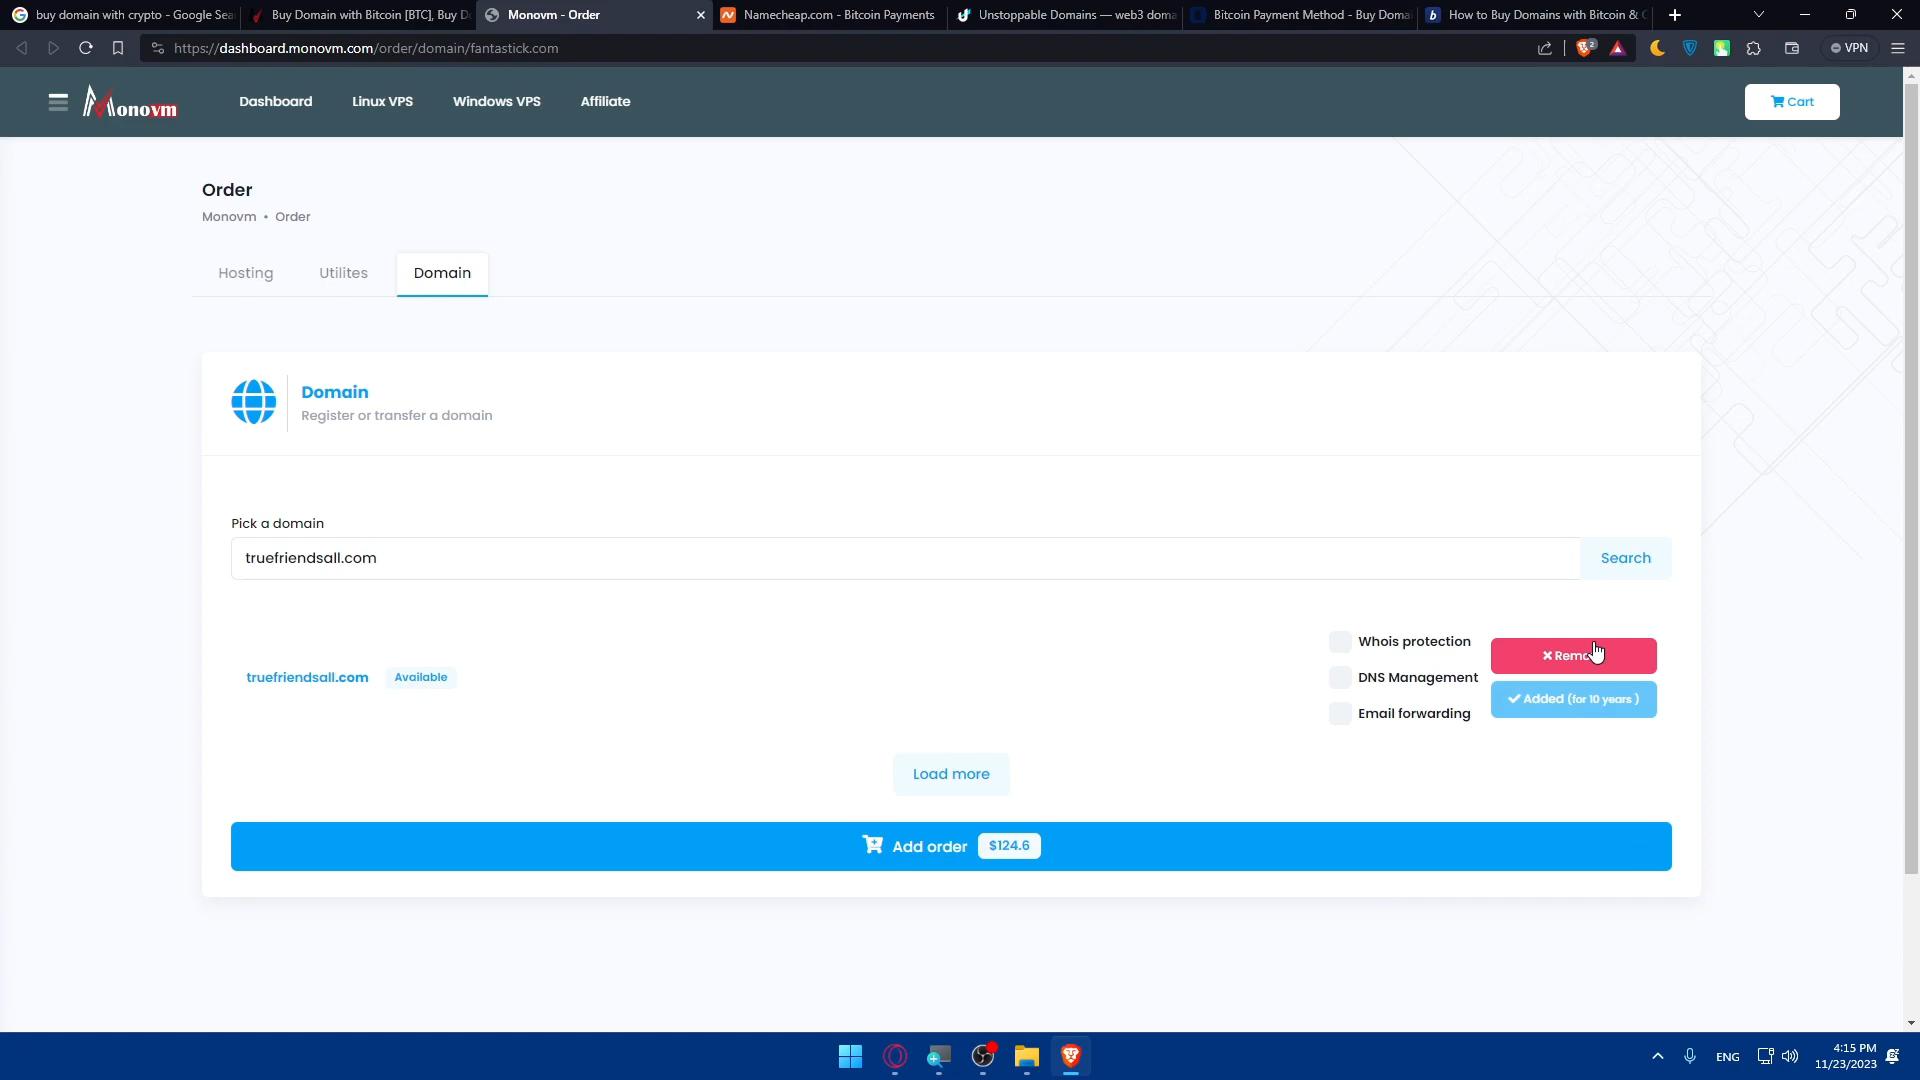 buy domain with crypto - Google Sea
Buy Domain with Bitcoin [BTC], Buy D
Monovm - Order
Namecheap.com - Bitcoin Payments
Unstoppable Domains — web3 doma
Bitcoin Payment Method - Buy Domai
How to Buy Domains with Bitcoin & C
https://dashboard.monovm.com/order/domain/fantastick.com
2
VPN
Monovm
Dashboard
Linux VPS
Windows VPS
Affiliate
Cart
Order
Monovm • Order
Hosting
Utilites
Domain
Domain
Register or transfer a domain
Pick a domain
truefriendsall.com
Search
Whois protection
truefriendsall.com
Available
DNS Management
Added (for 10 years )
Email forwarding
Load more
Add order
$124.6
ENG
4:15 PM
11/23/2023